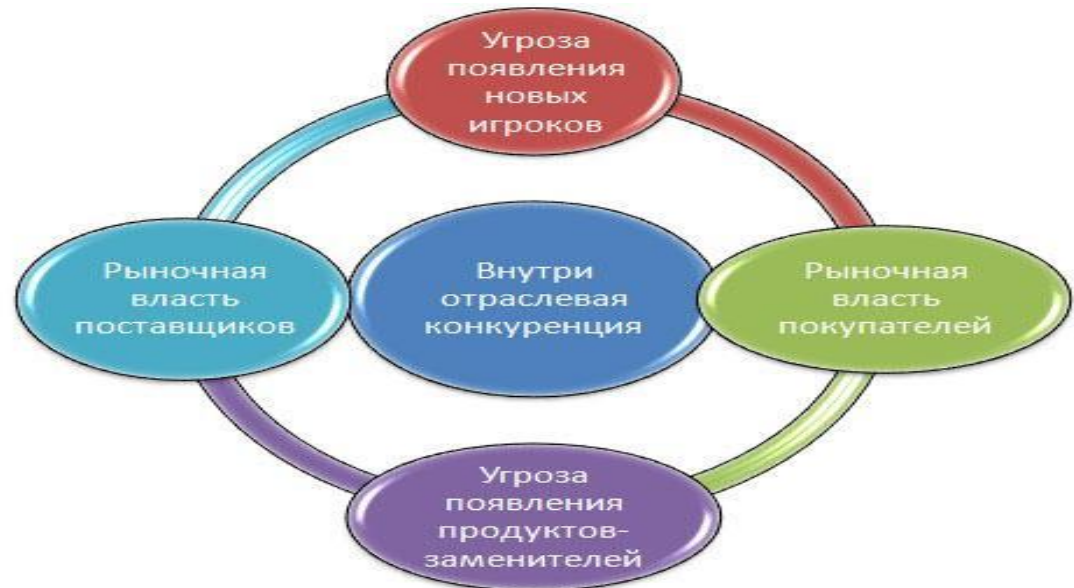 Угроза
появления
новых
игроков
Рыночная
власть
поставщиков
Внутри
отраслевая
конкуренция
Рыночная
власть
покупателей
Угроза
появления
продуктов-
заменителей